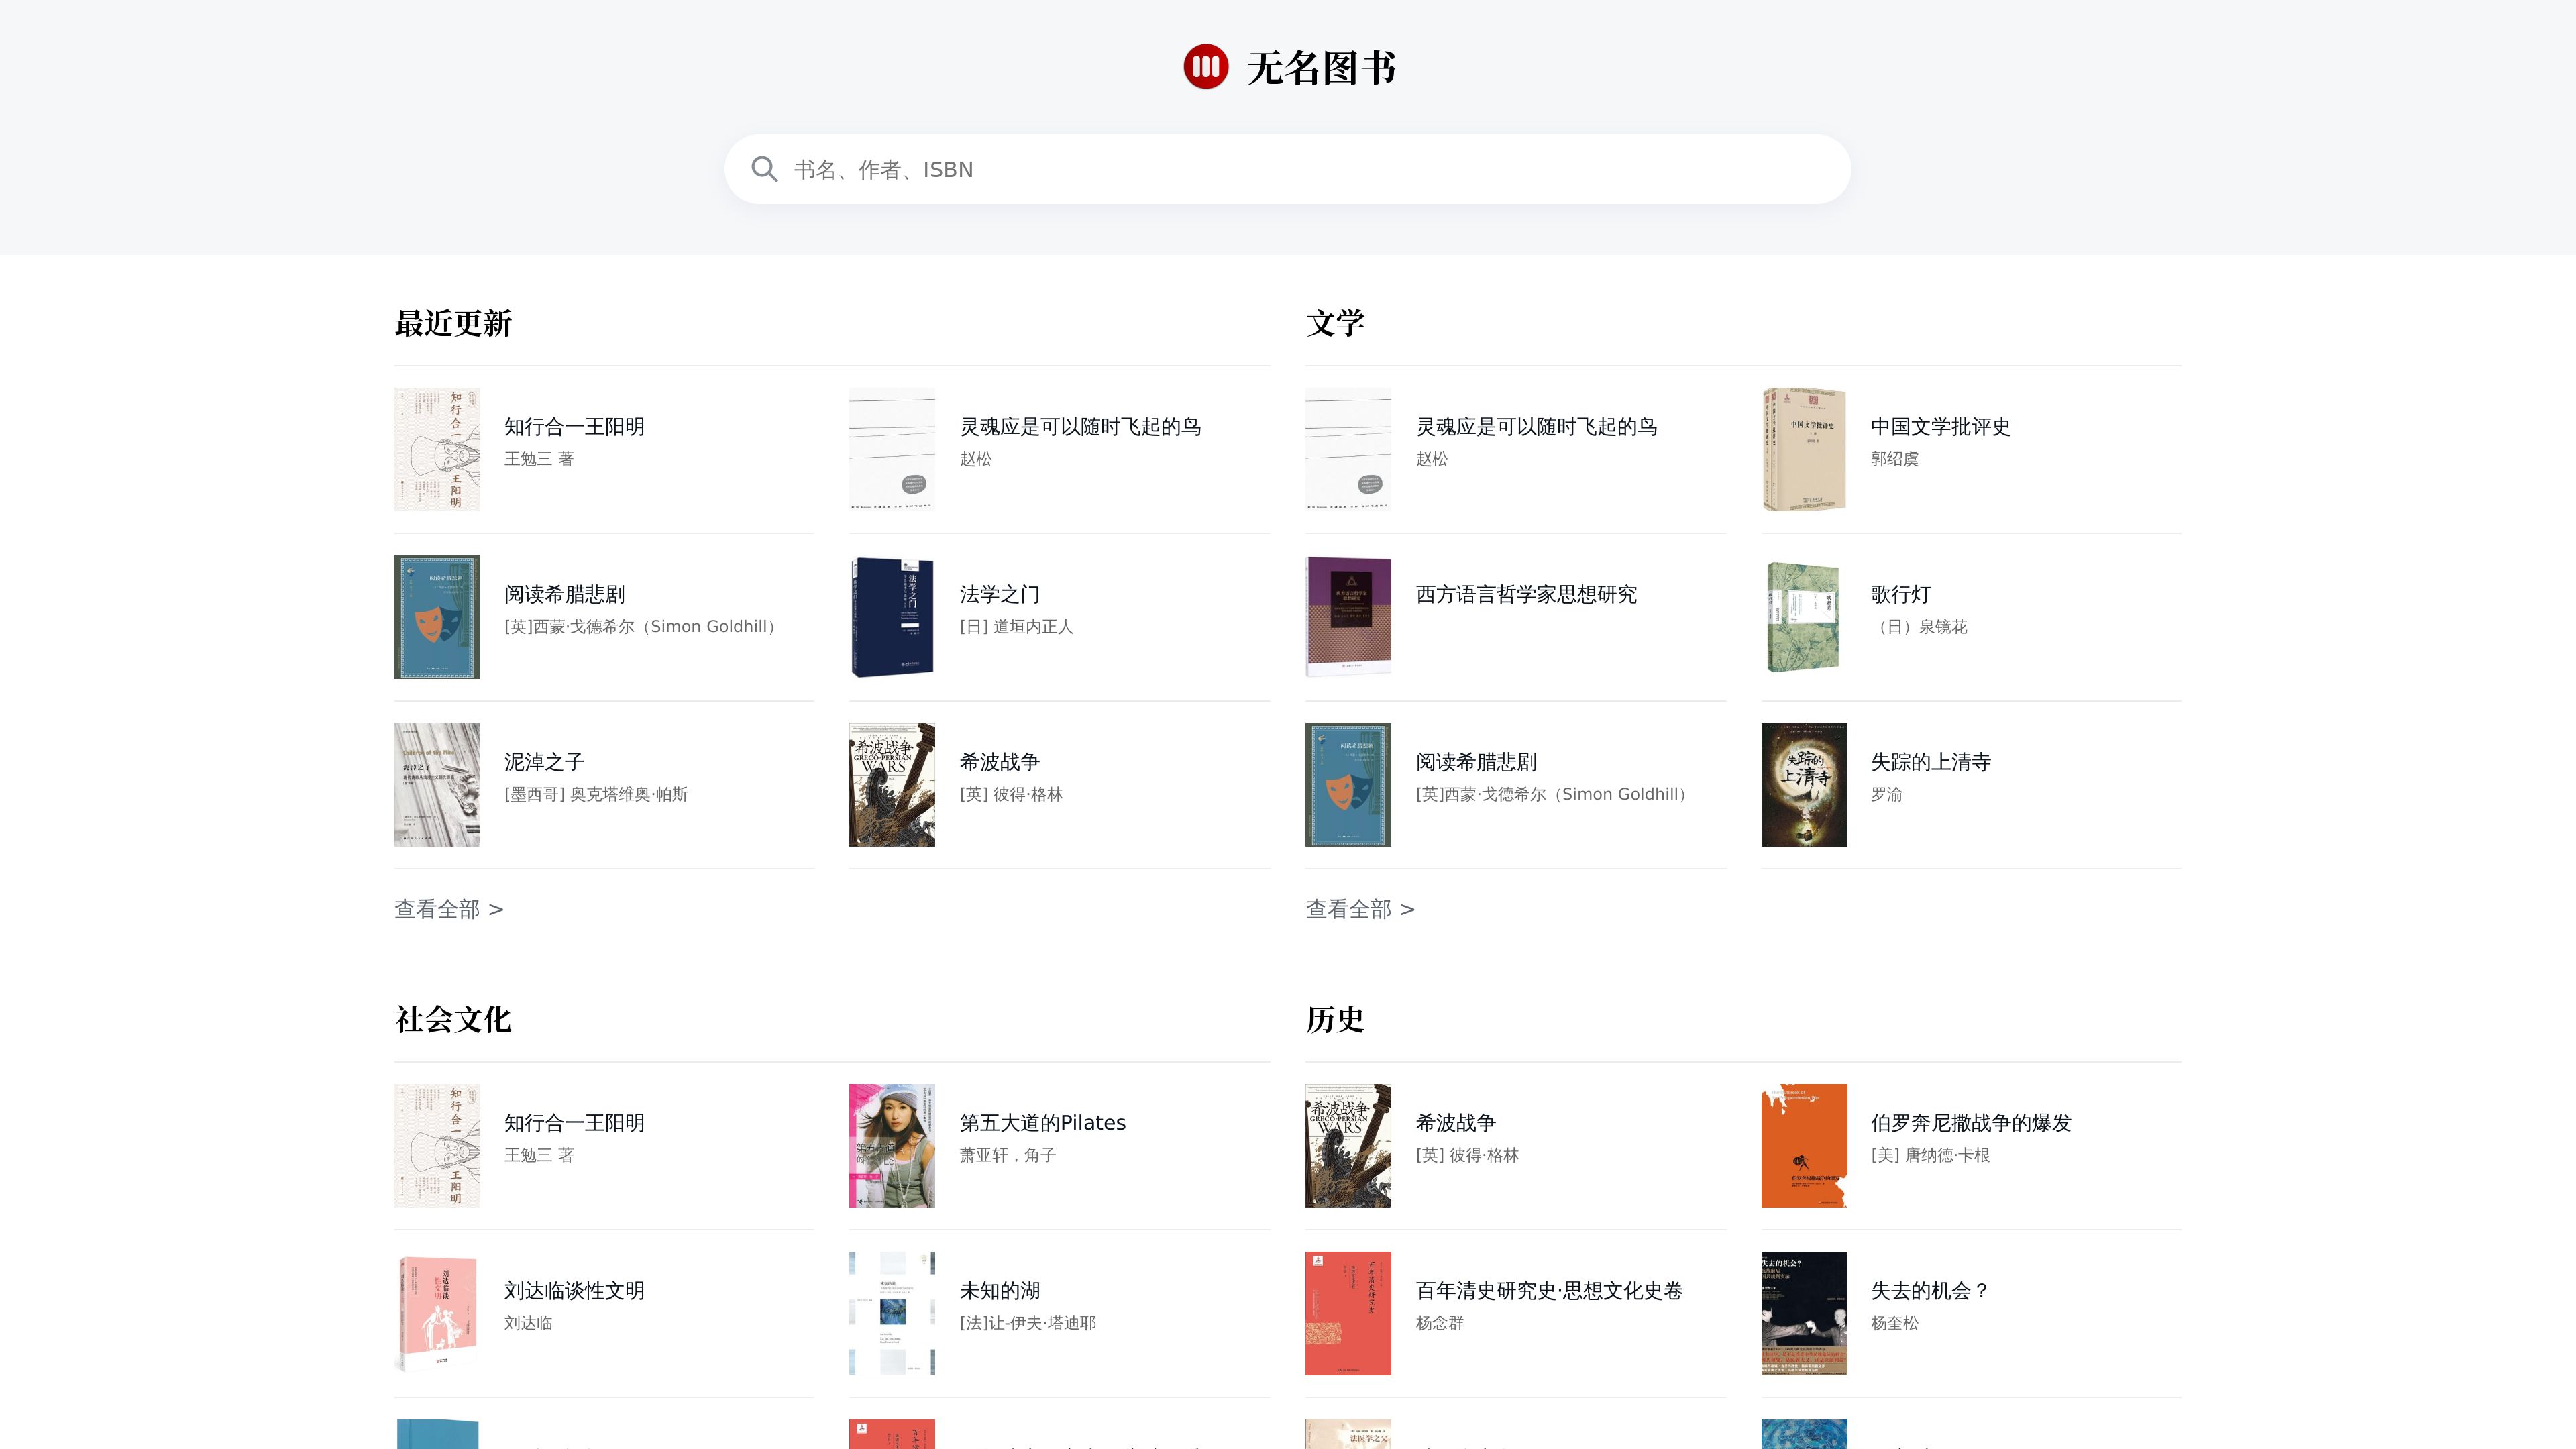 无名图书
书名、作者、ISBN
最近更新
知行合一王阳明
王勉三 著
灵魂应是可以随时飞起的鸟
赵松
阅读希腊悲剧
[英]西蒙·戈德希尔（Simon Goldhill）
法学之门
[日] 道垣内正人
泥淖之子
[墨西哥] 奥克塔维奥·帕斯
希波战争
[英] 彼得·格林
查看全部 >
文学
灵魂应是可以随时飞起的鸟
赵松
中国文学批评史
郭绍虞
西方语言哲学家思想研究
歌行灯
（日）泉镜花
阅读希腊悲剧
[英]西蒙·戈德希尔（Simon Goldhill）
失踪的上清寺
罗渝
查看全部 >
社会文化
知行合一王阳明
王勉三 著
第五大道的Pilates
萧亚轩，角子
刘达临谈性文明
刘达临
未知的湖
[法]让-伊夫·塔迪耶
历史
希波战争
[英] 彼得·格林
伯罗奔尼撒战争的爆发
[美] 唐纳德·卡根
百年清史研究史·思想文化史卷
杨念群
失去的机会？
杨奎松